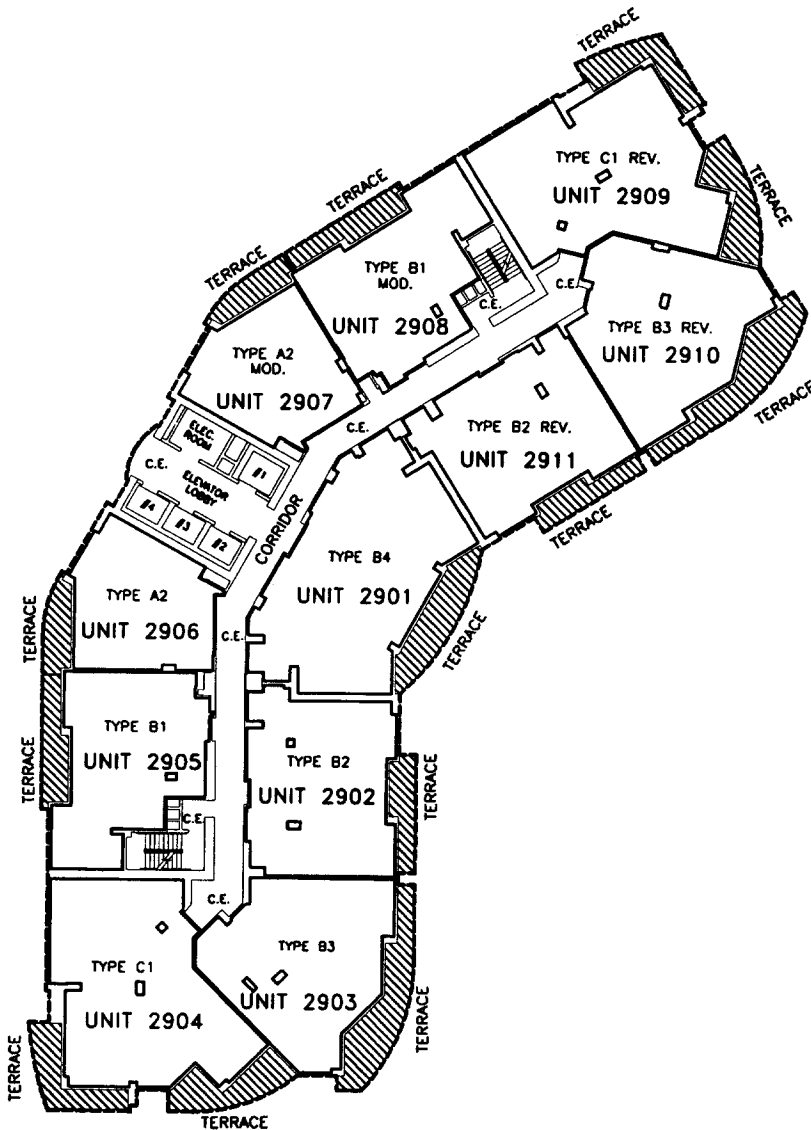 TERRACE
TYPE C1 REV.
UNIT 2909
TERRACE
TERRACE
TYPE B1
MOD.
UNIT 2908
C.E.
C.E.
TERRACE
TYPE A2
MOD.
UNIT 2907
TYPE B3 REV.
UNIT 2910
TERRACE
C.E.
TYPE B2 REV.
UNIT 2911
TERRACE
ELEC.
ROOM
C.E.
#1
ELEVATOR
LOBBY
#4
#3
#2
CORRIDOR
TYPE B4
UNIT 2901
TERRACE
TERRACE
TYPE A2
UNIT 2906
C.E.
TERRACE
TYPE B1
UNIT 2905
C.E.
TYPE B2
UNIT 2902
TERRACE
C.E.
TYPE C1
UNIT 2904
TYPE B3
UNIT 2903
TERRACE
TERRACE
TERRACE